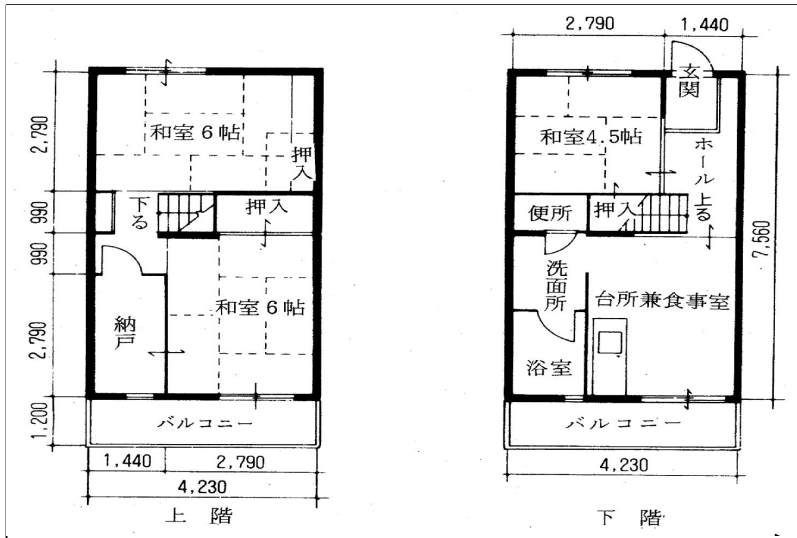 2,790
990
990
2,790
1,200
和室6帖
押入
下る
押入
和室6帖
納戸
バルコニー
1,440
2,790
4,230
上階
2,790
1,440
玄関
和室4.5帖
ホール
上る
便所
押入
洗面所
台所兼食事室
浴室
7,560
バルコニー
4,230
下階